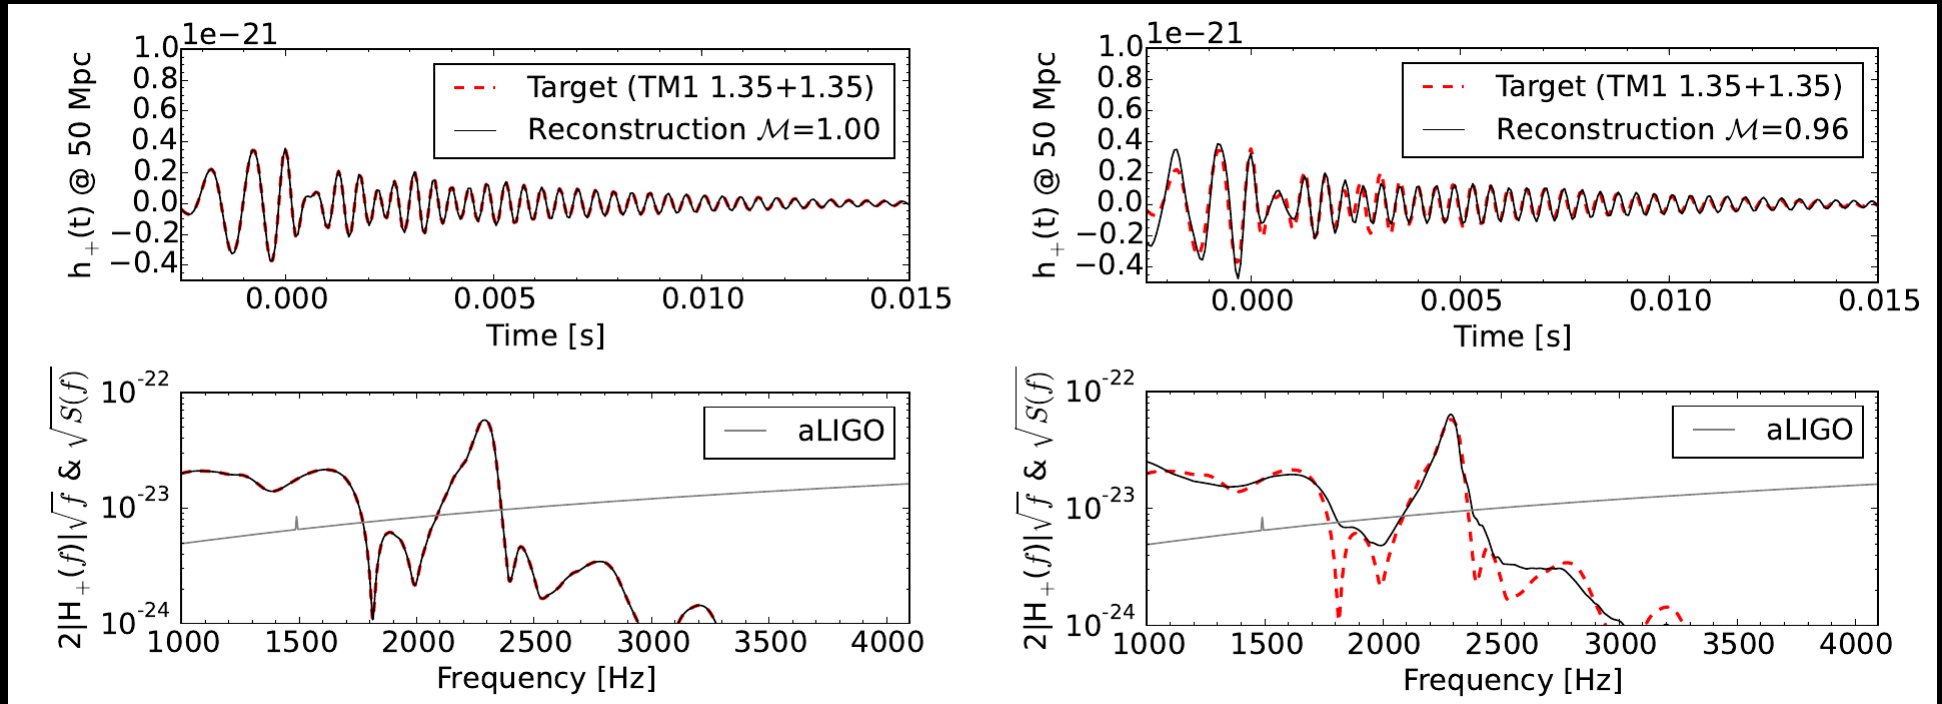 1e−21
1.0
0.8
0.6
0.4
0.2
0.0
−0.2
−0.4
h₊(t) @ 50 Mpc
Target (TM1 1.35+1.35)
Reconstruction ℳ=1.00
0.000 0.005 0.010 0.015
Time [s]
10⁻²²
10⁻²³
10⁻²⁴
2|H₊(f)|√f & √S(f)
aLIGO
1000 1500 2000 2500 3000 3500 4000
Frequency [Hz]
1e−21
1.0
0.8
0.6
0.4
0.2
0.0
−0.2
−0.4
h₊(t) @ 50 Mpc
Target (TM1 1.35+1.35)
Reconstruction ℳ=0.96
0.000 0.005 0.010 0.015
Time [s]
10⁻²²
10⁻²³
10⁻²⁴
2|H₊(f)|√f & √S(f)
aLIGO
1000 1500 2000 2500 3000 3500 4000
Frequency [Hz]